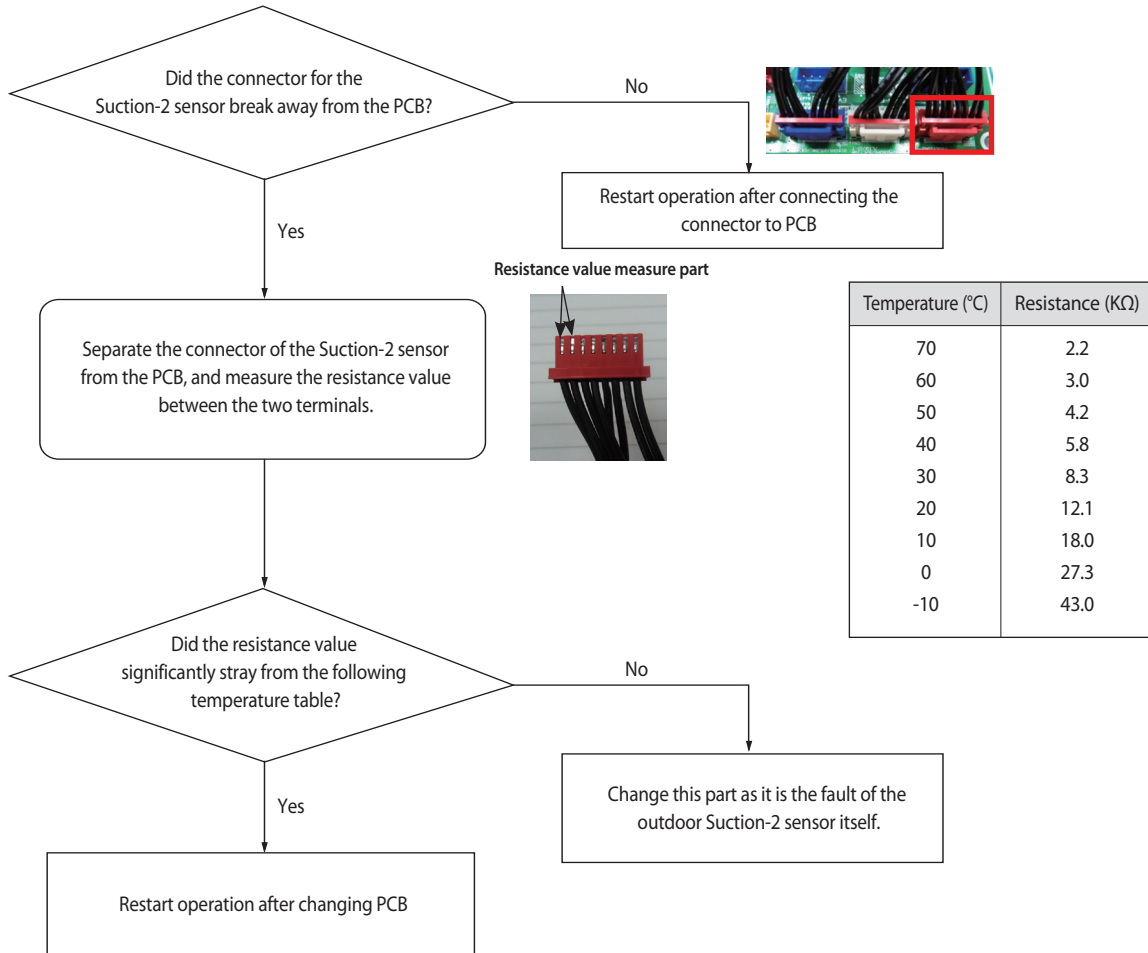 Did the connector for the
Suction-2 sensor break away from the PCB?
No
Restart operation after connecting the
connector to PCB
Yes
Resistance value measure part
Separate the connector of the Suction-2 sensor
from the PCB, and measure the resistance value
between the two terminals.
Temperature (°C) Resistance (KΩ)
70 2.2
60 3.0
50 4.2
40 5.8
30 8.3
20 12.1
10 18.0
0 27.3
-10 43.0
Did the resistance value
significantly stray from the following
temperature table?
No
Change this part as it is the fault of the
outdoor Suction-2 sensor itself.
Yes
Restart operation after changing PCB